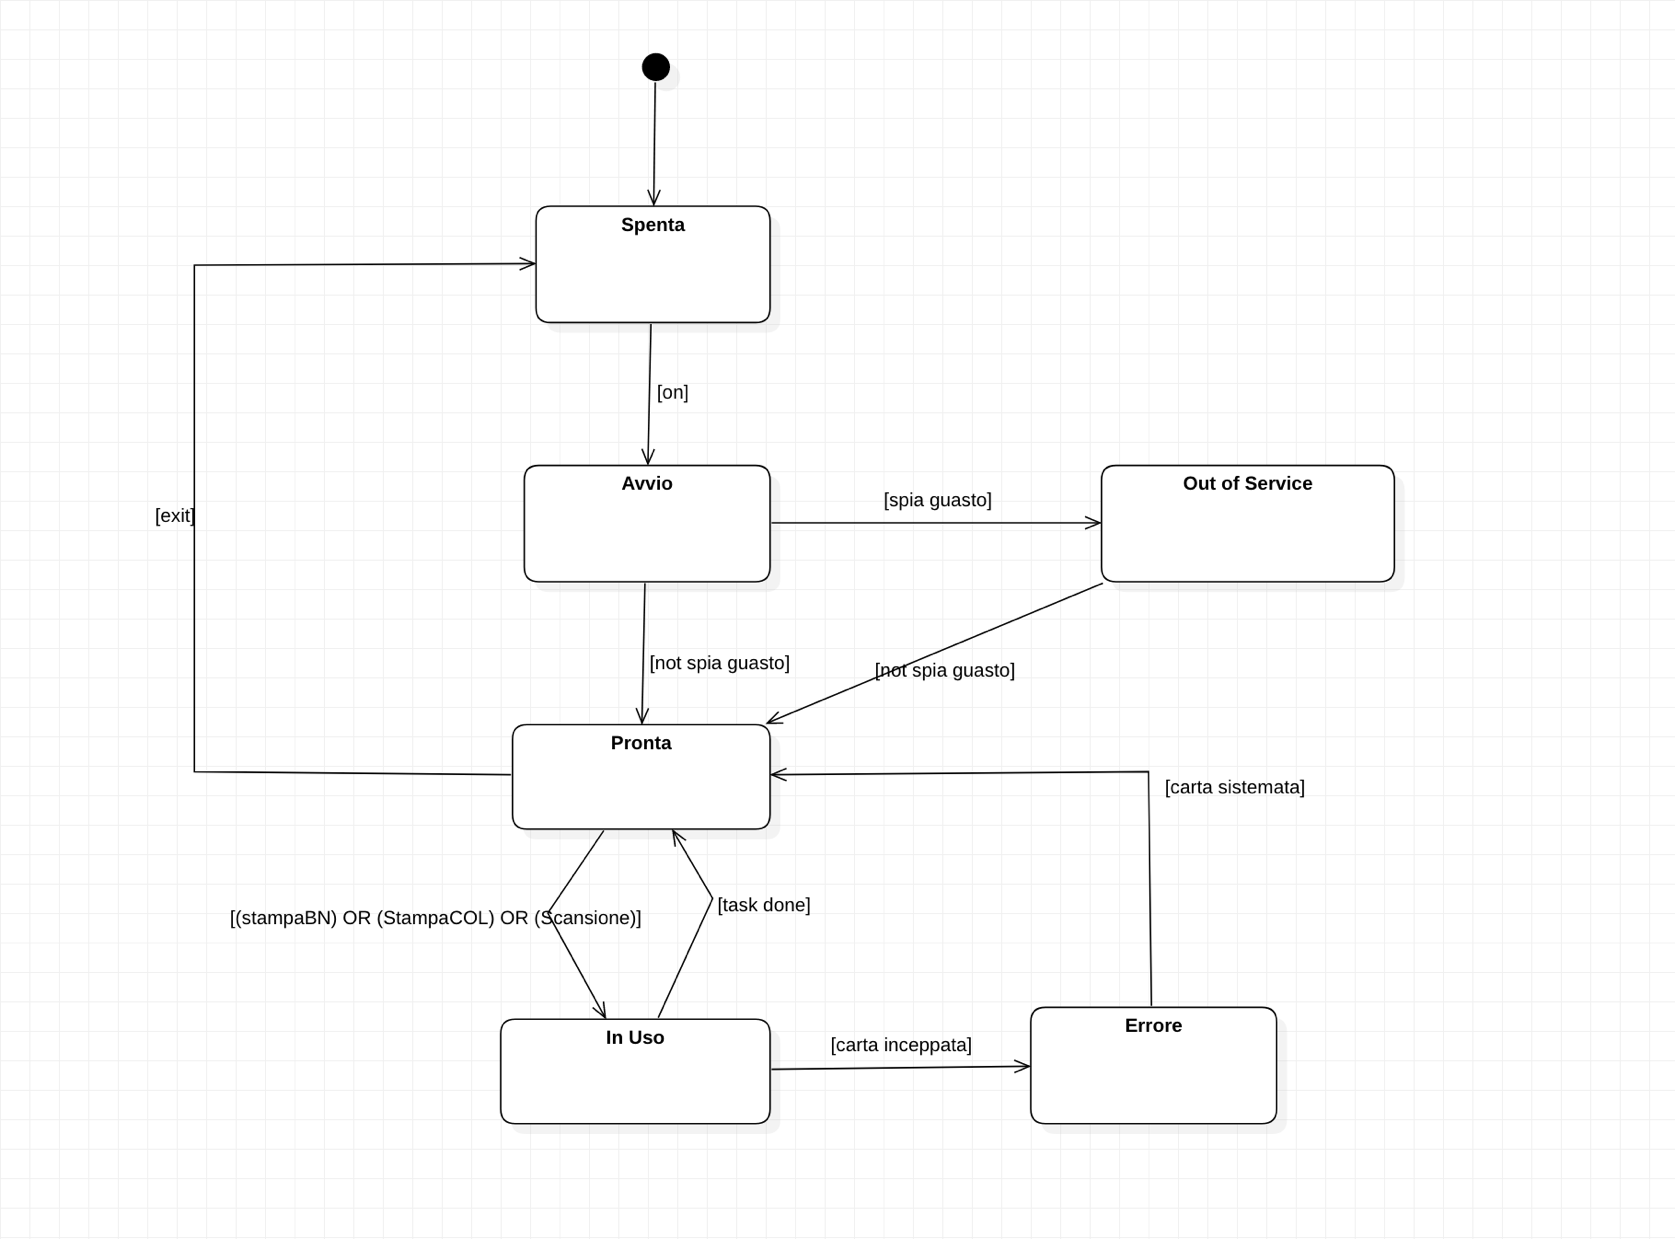 Spenta
[on]
Avvio
[spia guasto]
Out of Service
[exit]
[not spia guasto]
[not spia guasto]
Pronta
[carta sistemata]
[task done]
[(stampaBN) OR (StampaCOL) OR (Scansione)]
In Uso
[carta inceppata]
Errore